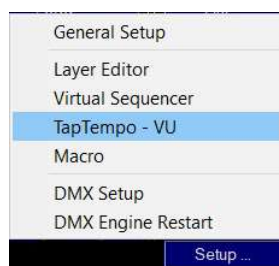 General Setup
Layer Editor
Virtual Sequencer
TapTempo - VU
Macro
DMX Setup
DMX Engine Restart
Setup ...